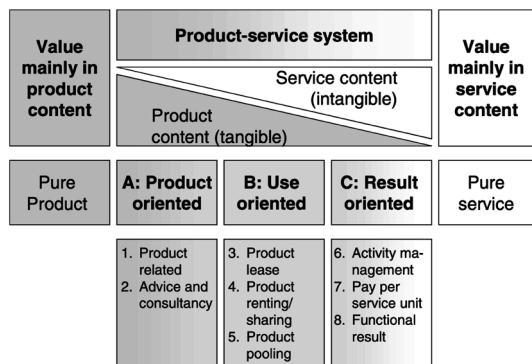 Value
mainly in
product
content
Product-service system
Service content
(intangible)
Product
content (tangible)
Value
mainly in
service
content
Pure
Product
A: Product
oriented
B: Use
oriented
C: Result
oriented
Pure
service
1. Product
related
2. Advice and
consultancy
3. Product
lease
4. Product
renting/
sharing
5. Product
pooling
6. Activity ma-
nagement
7. Pay per
service unit
8. Functional
result